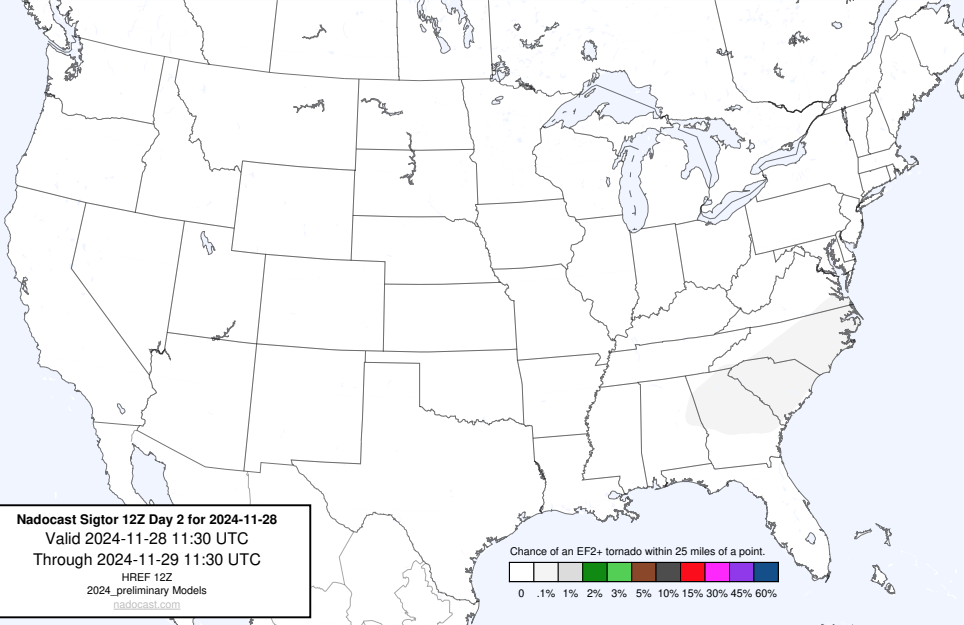 Nadocast Sigtor 12Z Day 2 for 2024-11-28
Valid 2024-11-28 11:30 UTC
Through 2024-11-29 11:30 UTC
HREF 12Z
2024_preliminary Models
nadocast.com
Chance of an EF2+ tornado within 25 miles of a point.
0 .1% 1% 2% 3% 5% 10% 15% 30% 45% 60%